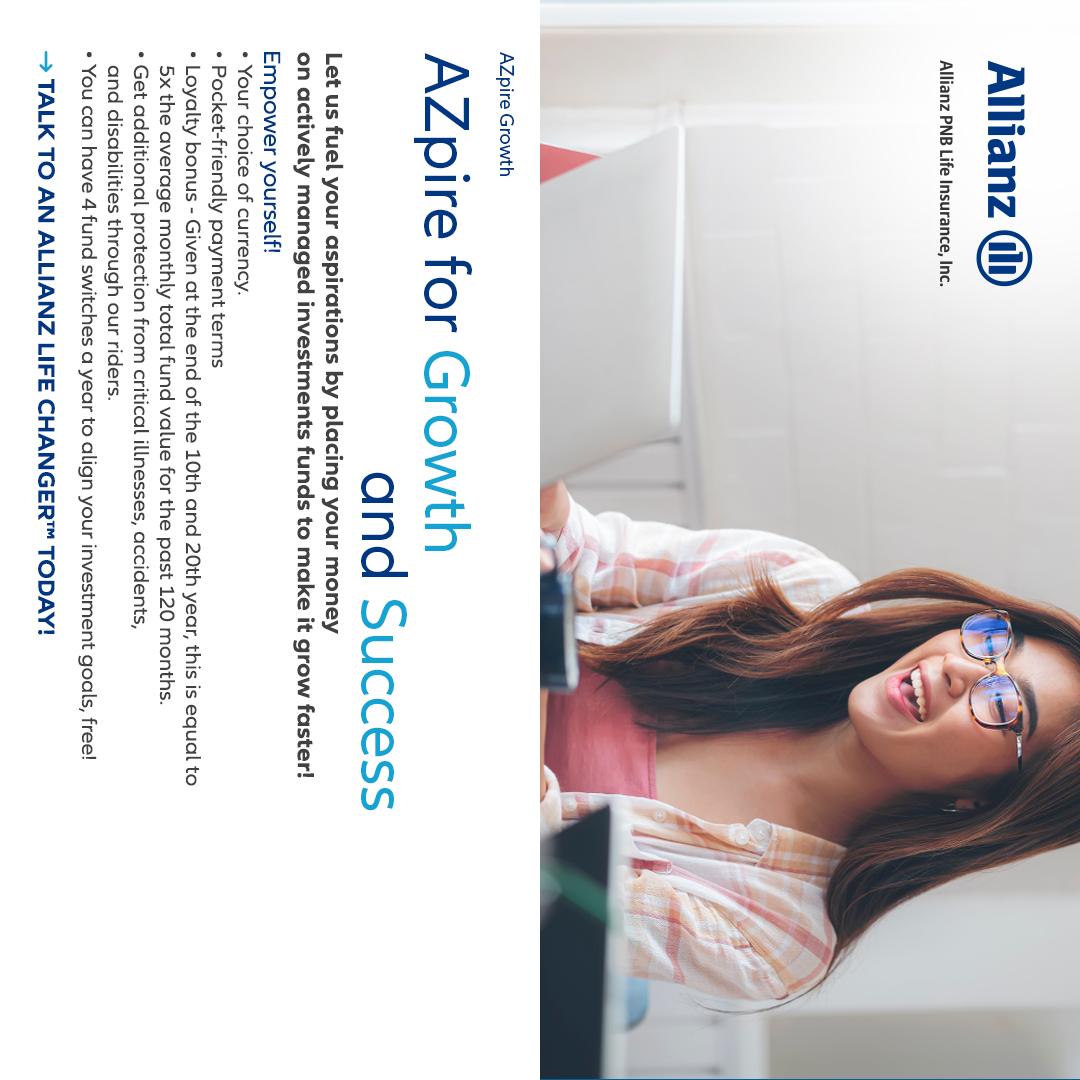 Allianz
Allianz PNB Life Insurance, Inc.
AZpire Growth
AZpire for Growth
and Success
Let us fuel your aspirations by placing your money
on actively managed investments funds to make it grow faster!
Empower yourself!
• Your choice of currency.
• Pocket-friendly payment terms
• Loyalty bonus - Given at the end of the 10th and 20th year, this is equal to
5x the average monthly total fund value for the past 120 months.
• Get additional protection from critical illnesses, accidents,
and disabilities through our riders.
• You can have 4 fund switches a year to align your investment goals, free!
→ TALK TO AN ALLIANZ LIFE CHANGER™ TODAY!